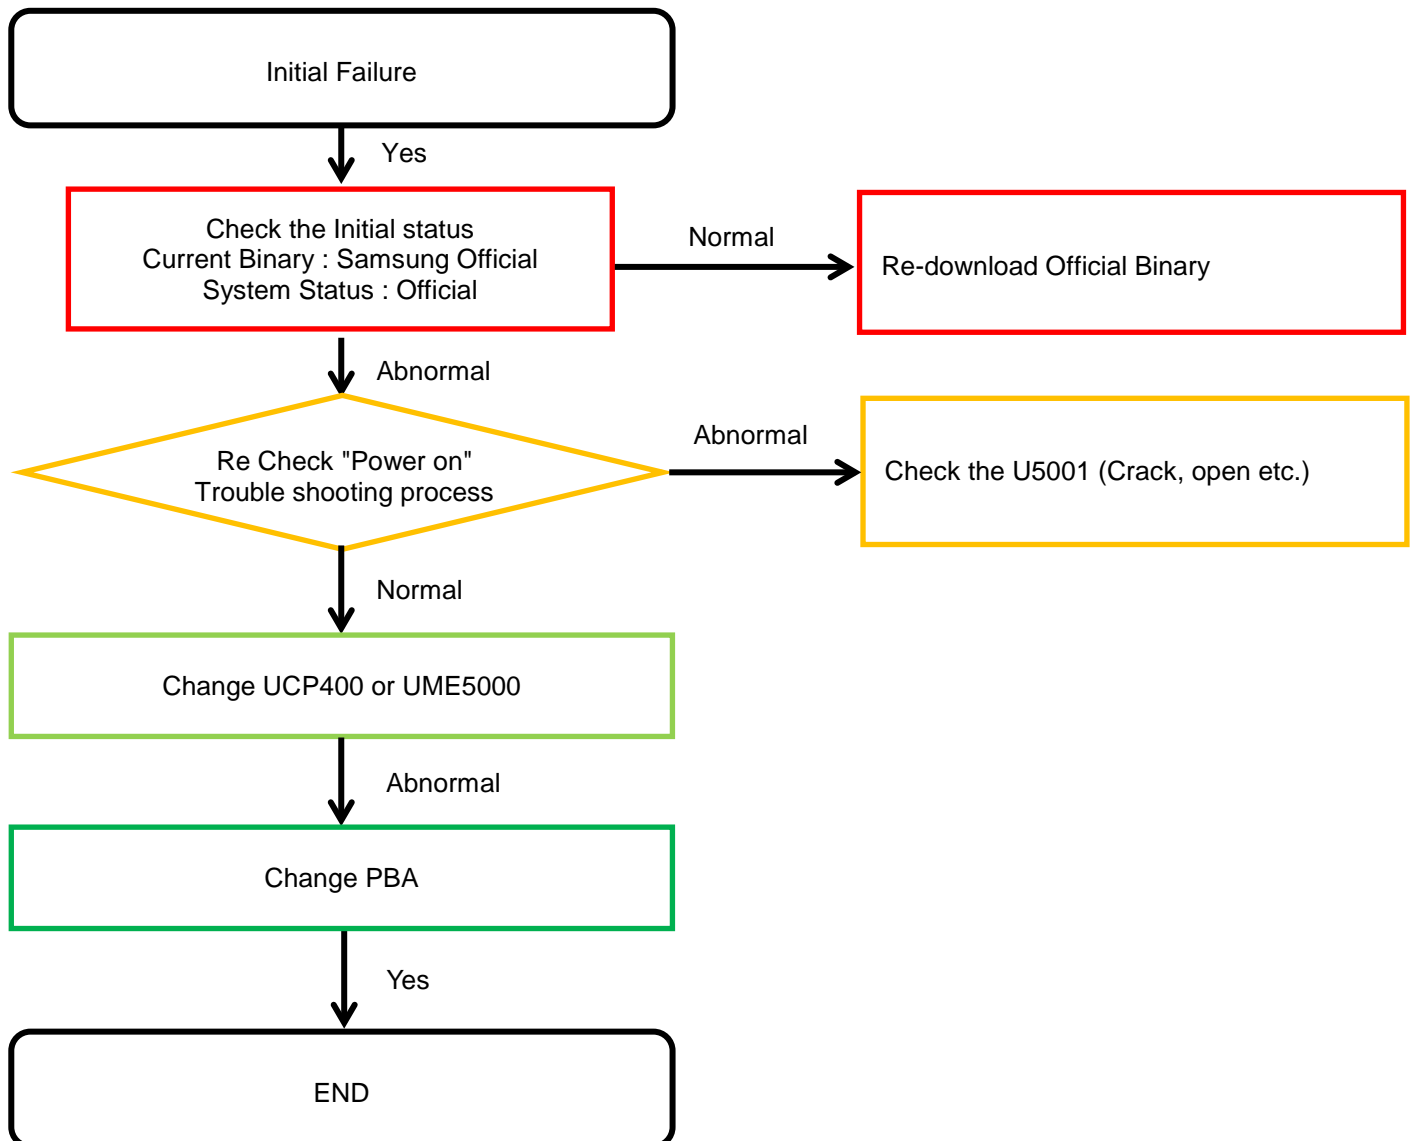 Initial Failure
Yes
Check the Initial status
Current Binary : Samsung Official
System Status : Official
Normal
Re-download Official Binary
Abnormal
Re Check "Power on"
Trouble shooting process
Abnormal
Check the U5001 (Crack, open etc.)
Normal
Change UCP400 or UME5000
Abnormal
Change PBA
Yes
END